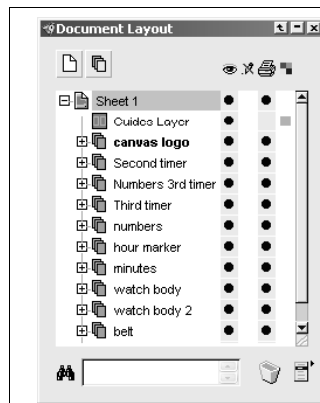 Document Layout
Sheet 1
Guides Layer
canvas logo
Second timer
Numbers 3rd timer
Third timer
numbers
hour marker
minutes
watch body
watch body 2
belt